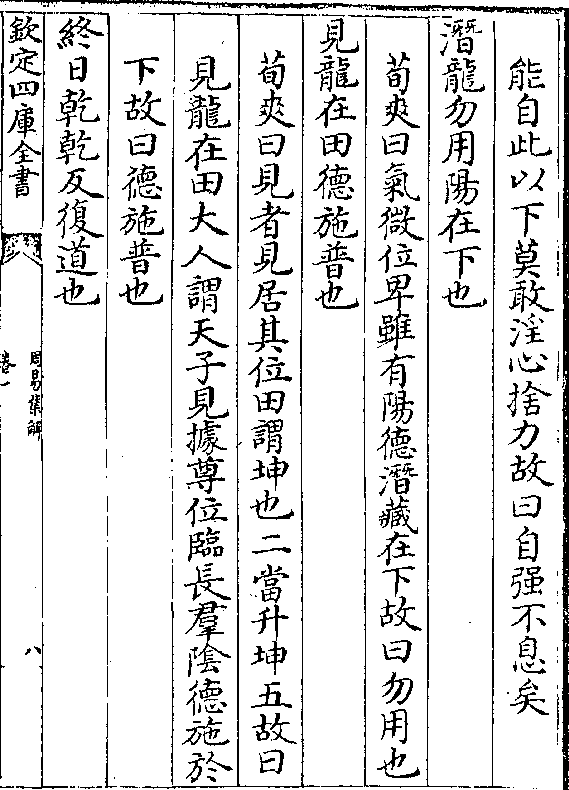 能自此以下莫敢淫心捨力故曰自强不息矣
潛龍勿用陽在下也
荀爽曰氣微位卑雖有陽德潛藏在下故曰勿用也
見龍在田德施普也
荀爽曰見者見居其位田謂坤也二當升坤五故曰
見龍在田大人謂天子見據尊位臨長羣陰德施於
下故曰德施普也
終日乾乾反復道也
欽定四庫全書
周易集解
卷一
八